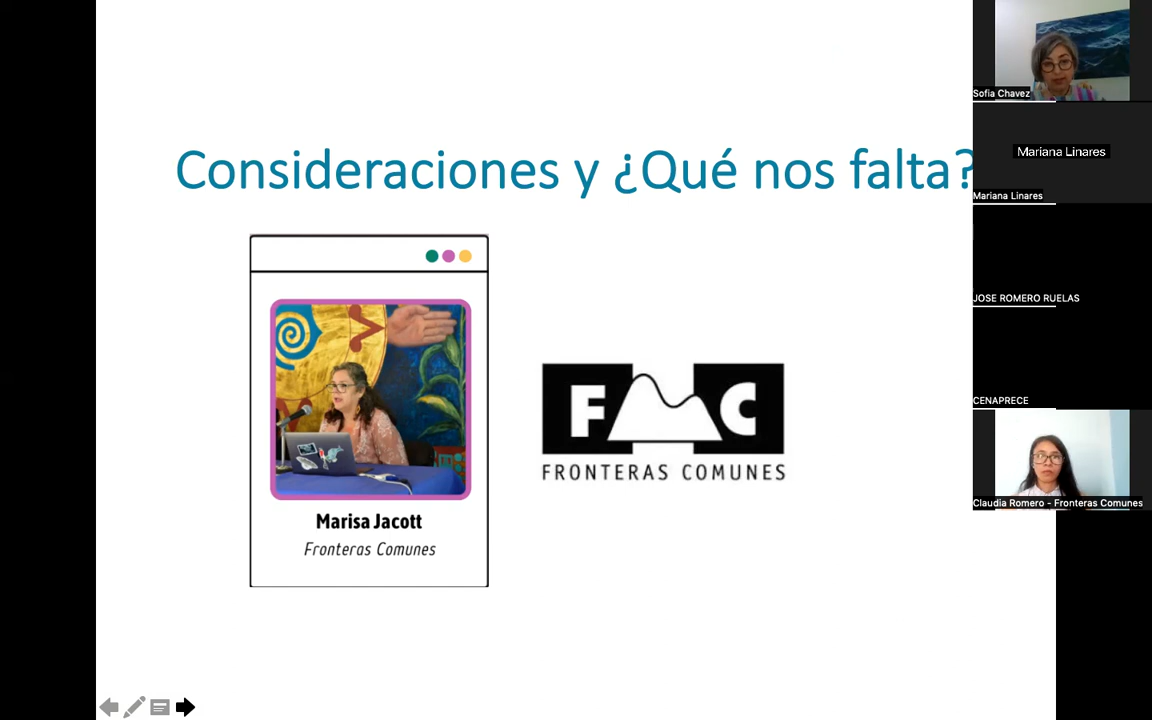 Consideraciones y ¿Qué nos falta?
F C
FRONTERAS COMUNES
Marisa Jacott
Fronteras Comunes
Sofia Chavez
Mariana Linares
Mariana Linares
JOSE ROMERO RUELAS
CENAPRECE
Claudia Romero - Fronteras Comunes